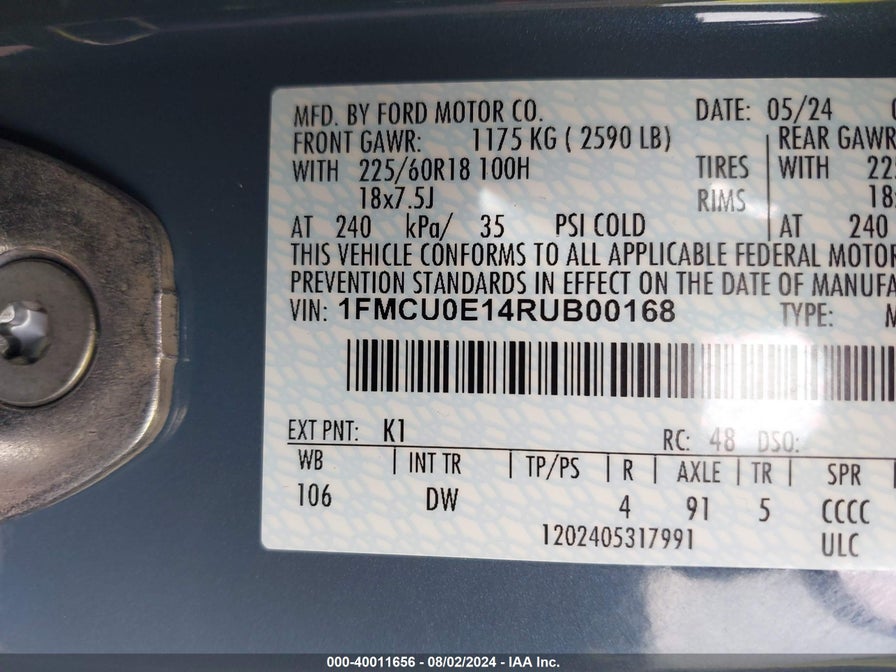 MFD. BY FORD MOTOR CO. DATE: 05/24
FRONT GAWR: 1175 KG ( 2590 LB) REAR GAWR
WITH 225/60R18 100H TIRES WITH
18x7.5J RIMS
AT 240 kPa/ 35 PSI COLD AT 240
THIS VEHICLE CONFORMS TO ALL APPLICABLE FEDERAL MOTOR
PREVENTION STANDARDS IN EFFECT ON THE DATE OF MANUFA
VIN: 1FMCU0E14RUB00168 TYPE:
EXT PNT: K1 RC: 48 DSO:
WB INT TR TP/PS R AXLE TR SPR
106 DW 4 91 5 CCCC
1202405317991 ULC
000-40011656 - 08/02/2024 - IAA Inc.